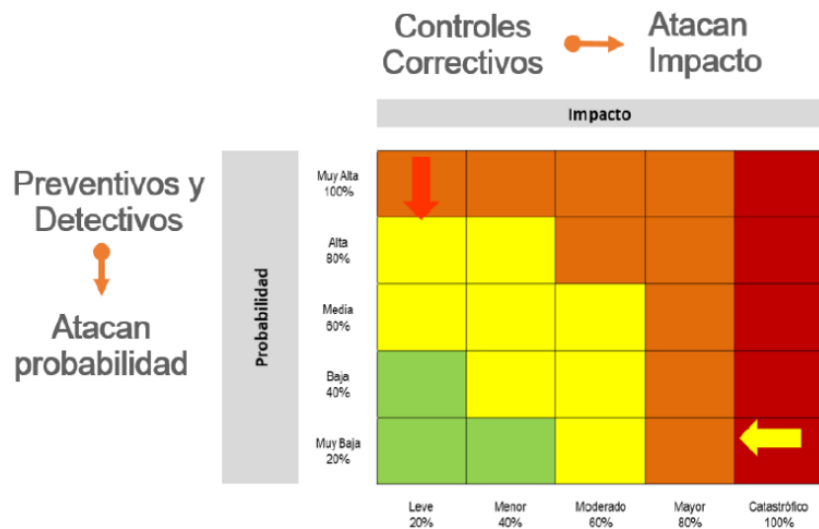 Controles
Correctivos
Atacan
Impacto
Impacto
Preventivos y
Detectivos
Atacan
probabilidad
Probabilidad
Muy Alta
100%
Alta
80%
Media
60%
Baja
40%
Muy Baja
20%
Leve
20%
Menor
40%
Moderado
60%
Mayor
80%
Catastrófico
100%